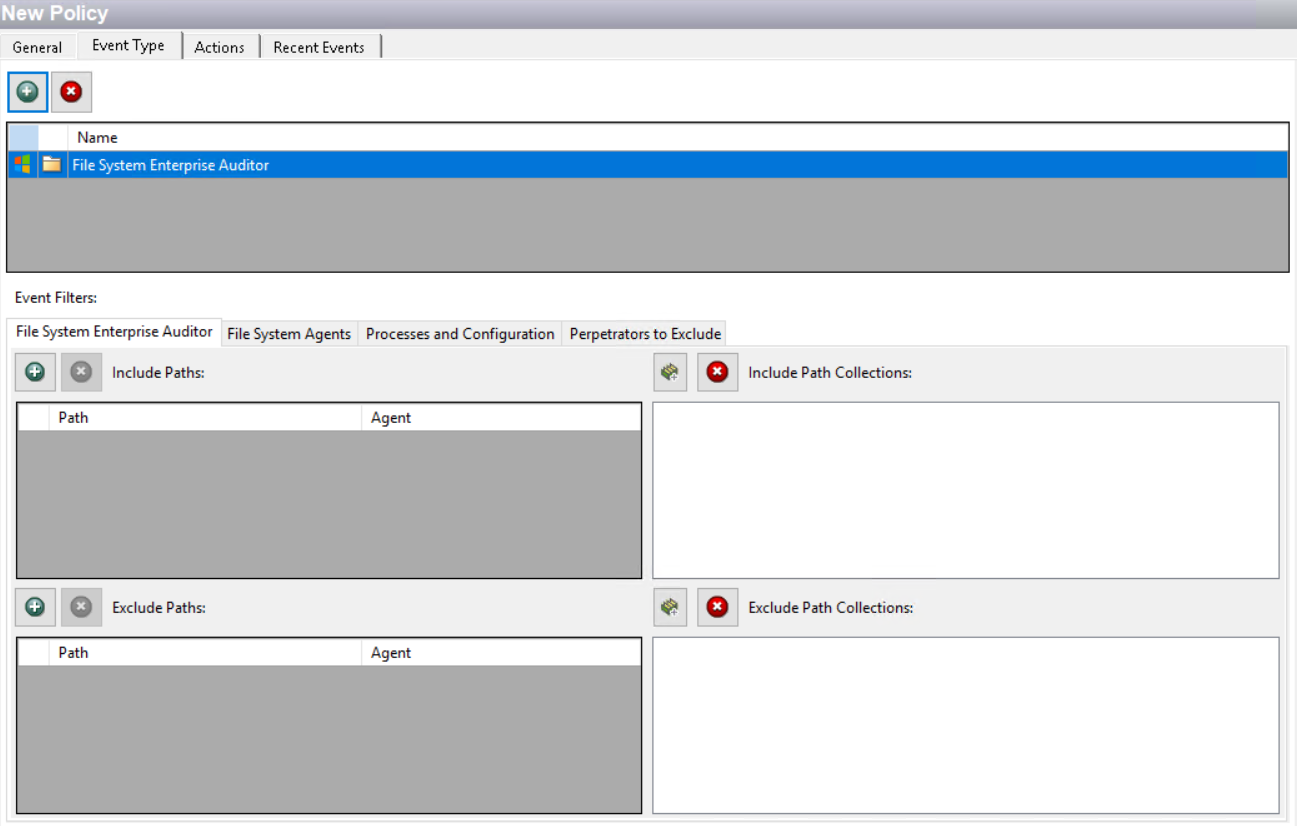 New Policy
General Event Type Actions Recent Events
Name
File System Enterprise Auditor
Event Filters:
File System Enterprise Auditor File System Agents Processes and Configuration Perpetrators to Exclude
Include Paths: Include Path Collections:
Path Agent
Exclude Paths: Exclude Path Collections:
Path Agent